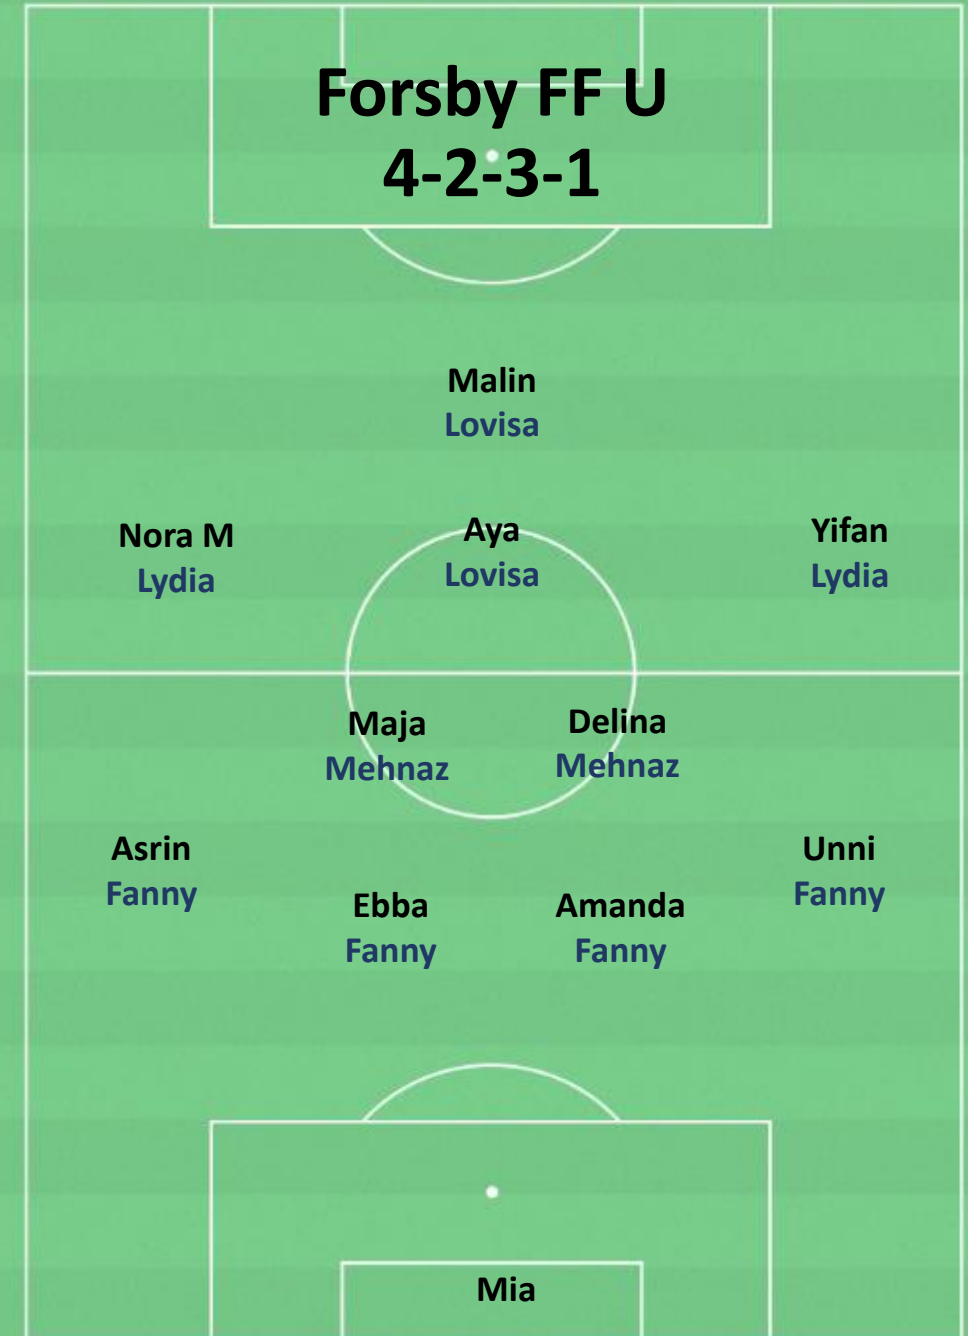 Forsby FF U
4-2-3-1
Malin
Lovisa
Nora M
Lydia
Aya
Lovisa
Yifan
Lydia
Maja
Mehnaz
Delina
Mehnaz
Asrin
Fanny
Ebba
Fanny
Amanda
Fanny
Unni
Fanny
Mia